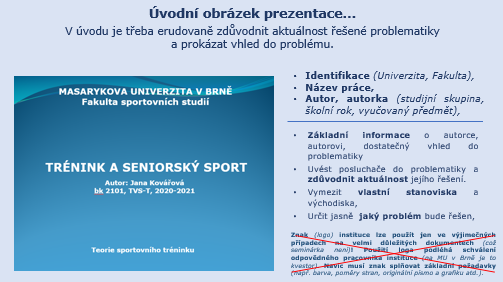 Úvodní obrázek prezentace...
V úvodu je třeba erudovaně zdůvodnit aktuálnost řešené problematiky
a prokázat vhled do problému.
MASARYKOVA UNIVERZITA V BRNĚ
Fakulta sportovních studií
TRÉNINK A SENIORSKÝ SPORT
Autor: Jana Kovářová
bk 2101, TVS-T, 2020-2021
Teorie sportovního tréninku
• Identifikace (Univerzita, Fakulta),
• Název práce,
• Autor, autorka (studijní skupina,
školní rok, vyučovaný předmět),
• Základní informace o autorce,
autorovi, dostatečný vhled do
problematiky
• Uvést posluchače do problematiky a
zdůvodnit aktuálnost jejího řešení.
• Vymezit vlastní stanoviska a
východiska,
• Určit jasně jaký problém bude řešen,
Znak (logo) instituce lze použít jen ve výjimečných
případech na velmi důležitých dokumentech (což
seminárka není)! Použití loga podléhá schválení
odpovědného pracovníka instituce (na MU v Brně je to
kvestor). Navíc musí znak splňovat základní požadavky
(např. barva, poměry stran, originální písmo a grafiku atd.).